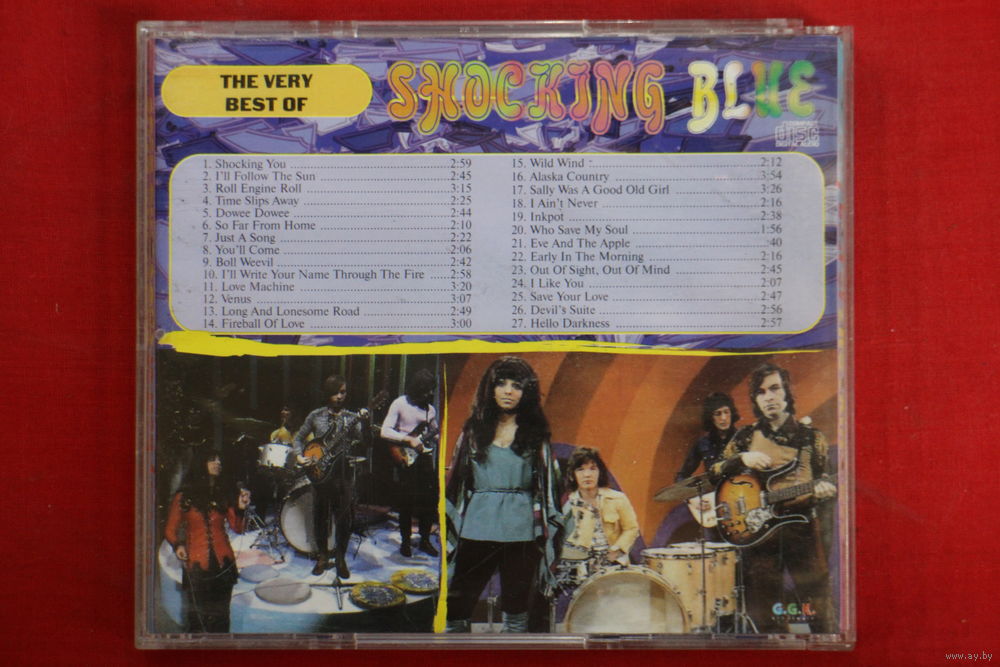 THE VERY
BEST OF
SHOCKING BLUE
disc
DIGITAL AUDIO
1. Shocking You 2:59
2. I'll Follow The Sun 2:45
3. Roll Engine Roll 3:15
4. Time Slips Away 2:25
5. Dowee Dowee 2:44
6. So Far From Home 2:10
7. Just A Song 2:22
8. You'll Come 2:06
9. Boll Weevil 2:42
10. I'll Write Your Name Through The Fire 2:58
11. Love Machine 3:20
12. Venus 3:07
13. Long And Lonesome Road 2:49
14. Fireball Of Love 3:00
15. Wild Wind 2:12
16. Alaska Country 3:54
17. Sally Was A Good Old Girl 3:26
18. I Ain't Never 2:16
19. Inkpot 2:38
20. Who Save My Soul 1:56
21. Eve And The Apple :40
22. Early In The Morning 2:16
23. Out Of Sight, Out Of Mind 2:45
24. I Like You 2:07
25. Save Your Love 2:47
26. Devil's Suite 2:56
27. Hello Darkness 2:57
G.G.K.
www.ay.by